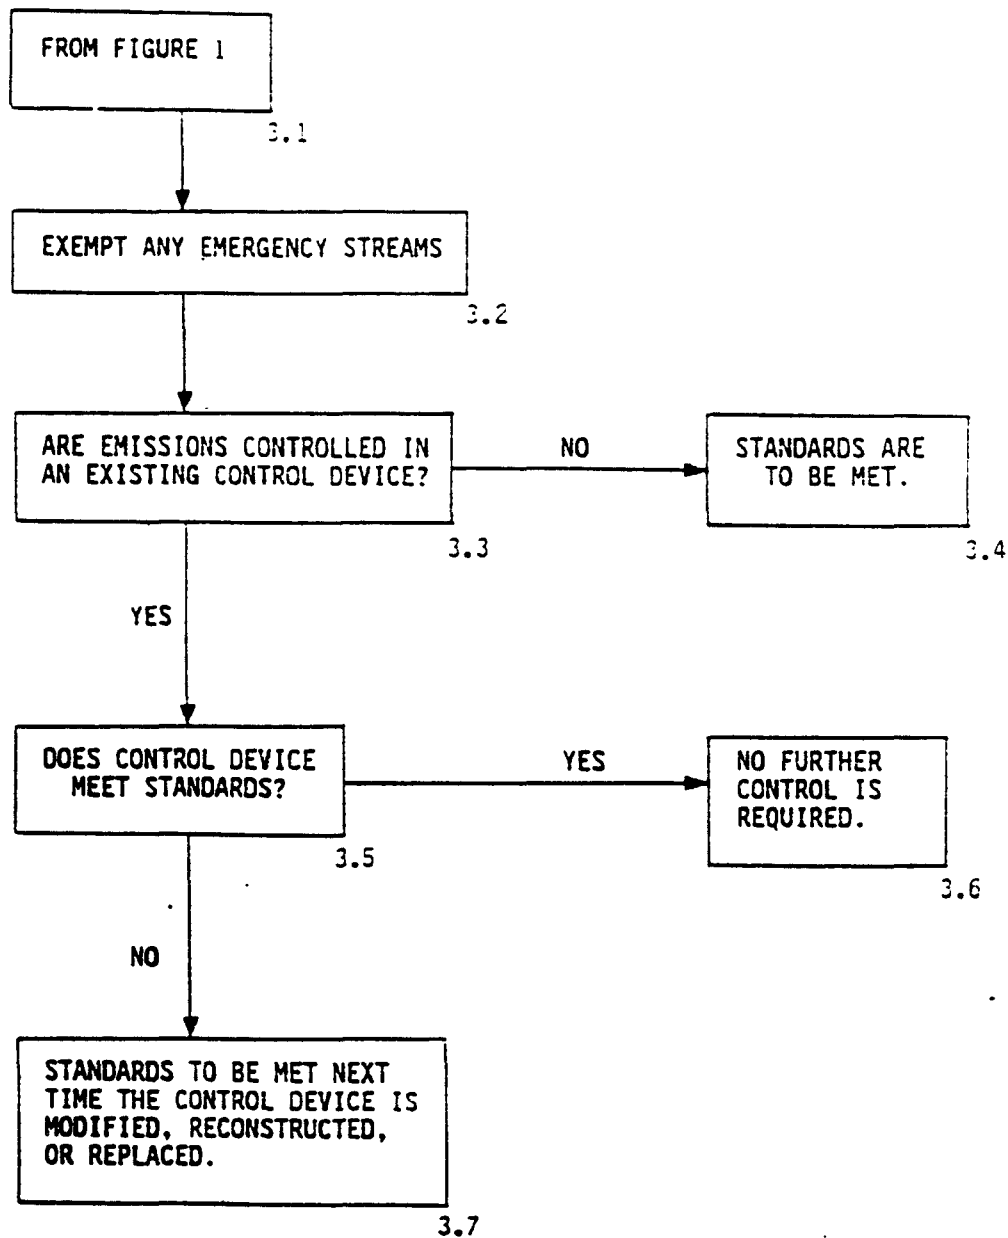 FROM FIGURE 1
3.1
EXEMPT ANY EMERGENCY STREAMS
3.2
ARE EMISSIONS CONTROLLED IN
AN EXISTING CONTROL DEVICE?
3.3
NO
STANDARDS ARE
TO BE MET.
3.4
YES
DOES CONTROL DEVICE
MEET STANDARDS?
3.5
YES
NO FURTHER
CONTROL IS
REQUIRED.
3.6
NO
STANDARDS TO BE MET NEXT
TIME THE CONTROL DEVICE IS
MODIFIED, RECONSTRUCTED,
OR REPLACED.
3.7